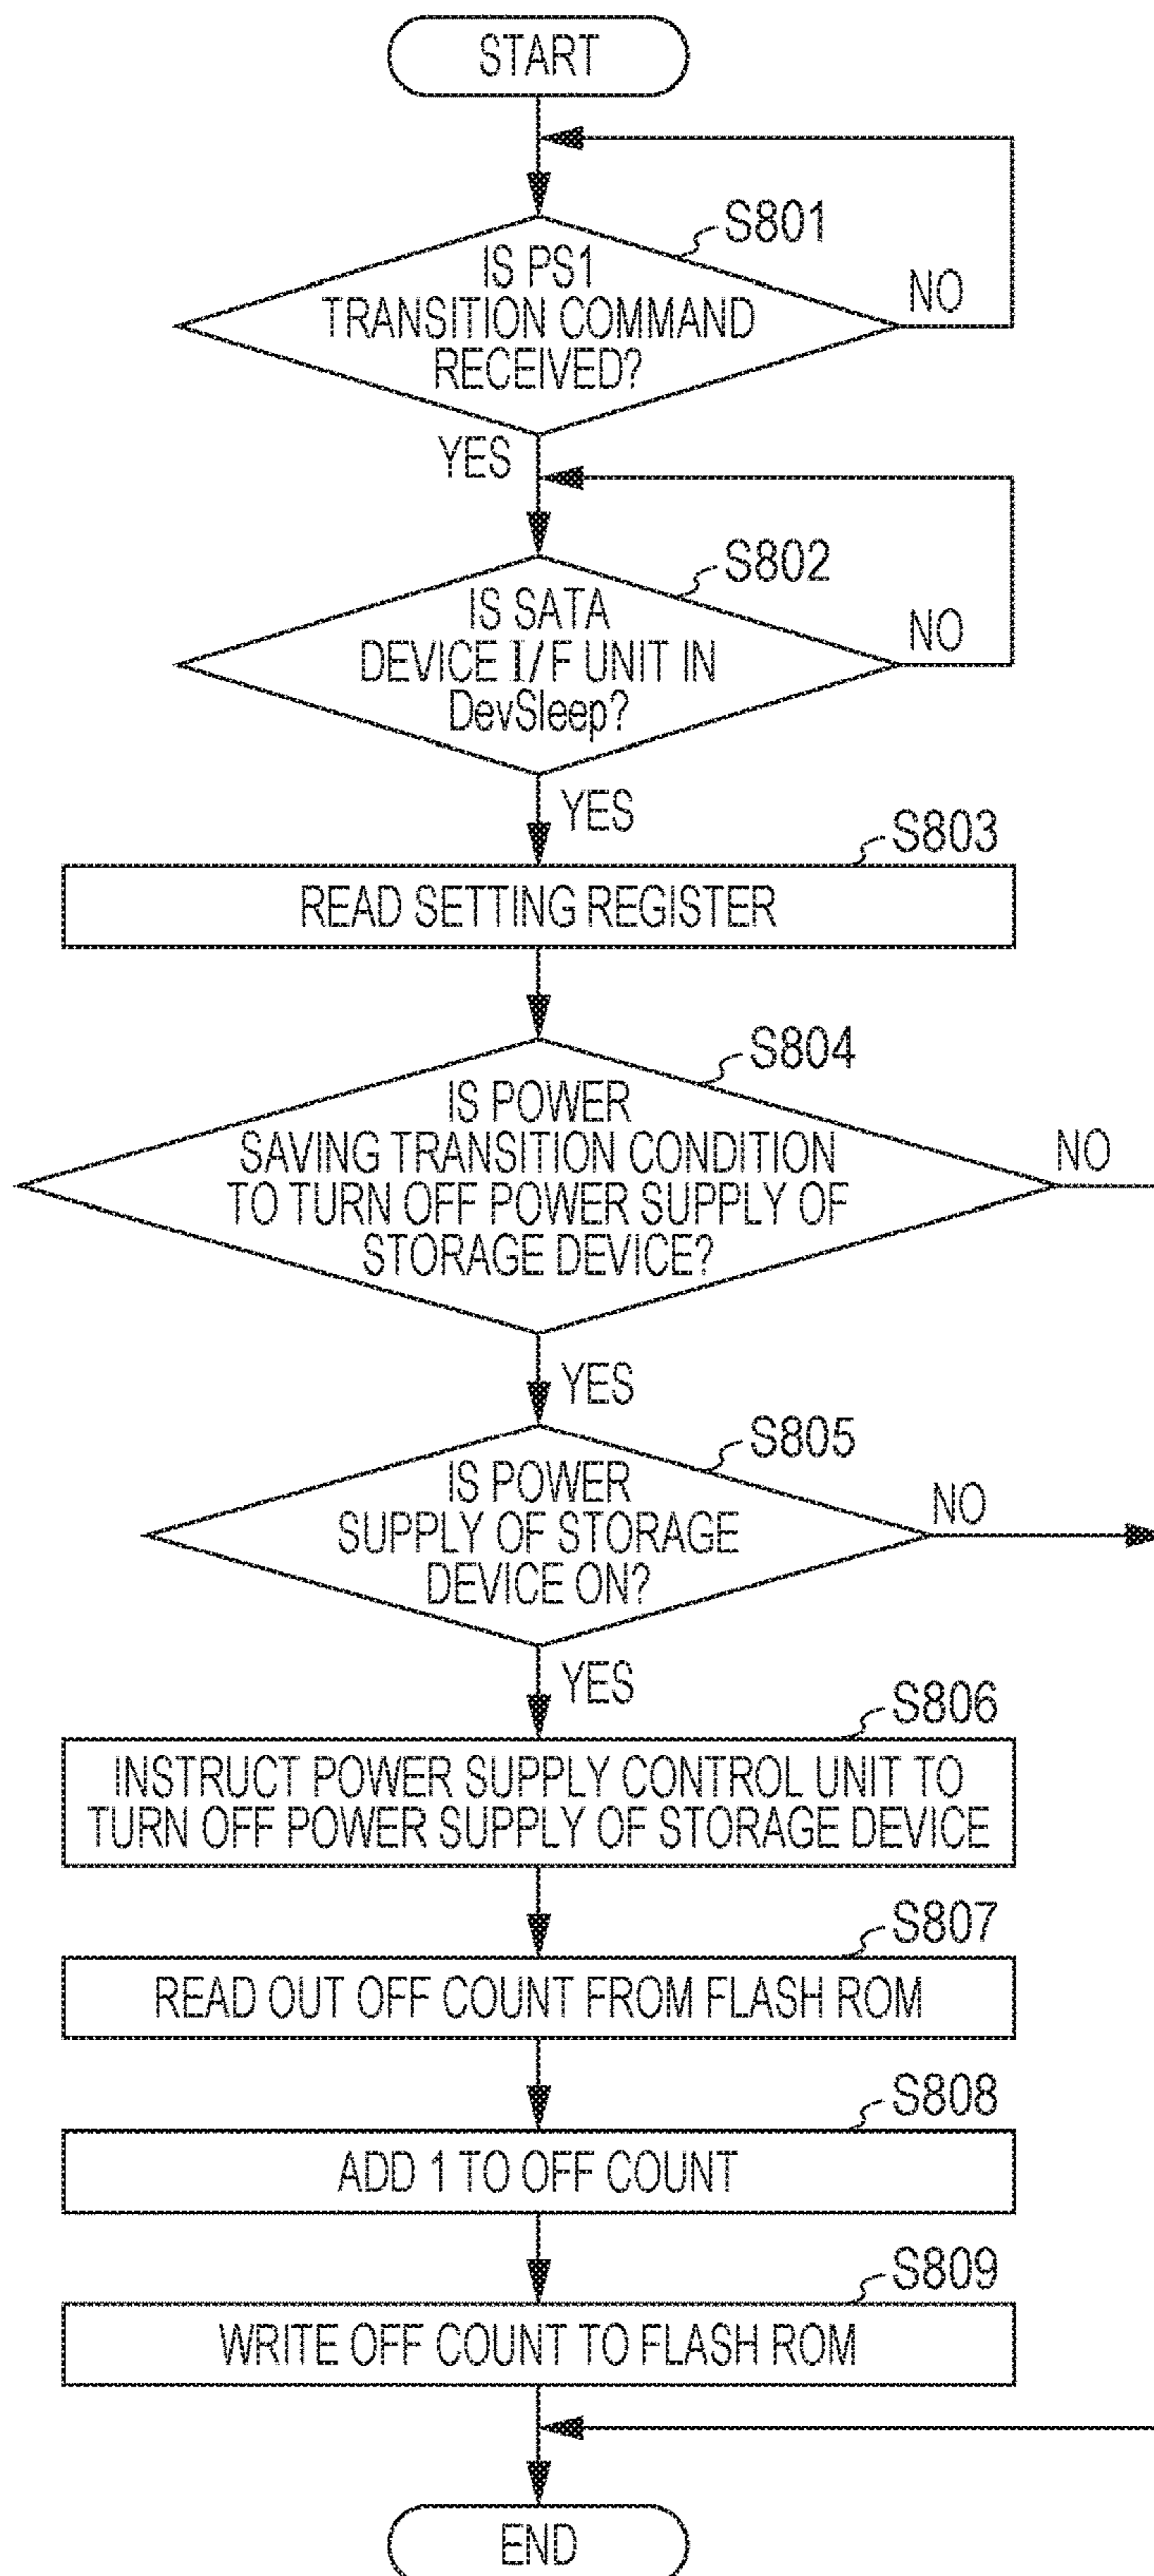 START
S801
IS PS1
TRANSITION COMMAND
RECEIVED?
NO
YES
S802
IS SATA
DEVICE I/F UNIT IN
DevSleep?
NO
YES
S803
READ SETTING REGISTER
S804
IS POWER
SAVING TRANSITION CONDITION
TO TURN OFF POWER SUPPLY OF
STORAGE DEVICE?
NO
YES
S805
IS POWER
SUPPLY OF STORAGE
DEVICE ON?
NO
YES
S806
INSTRUCT POWER SUPPLY CONTROL UNIT TO
TURN OFF POWER SUPPLY OF STORAGE DEVICE
S807
READ OUT OFF COUNT FROM FLASH ROM
S808
ADD 1 TO OFF COUNT
S809
WRITE OFF COUNT TO FLASH ROM
END